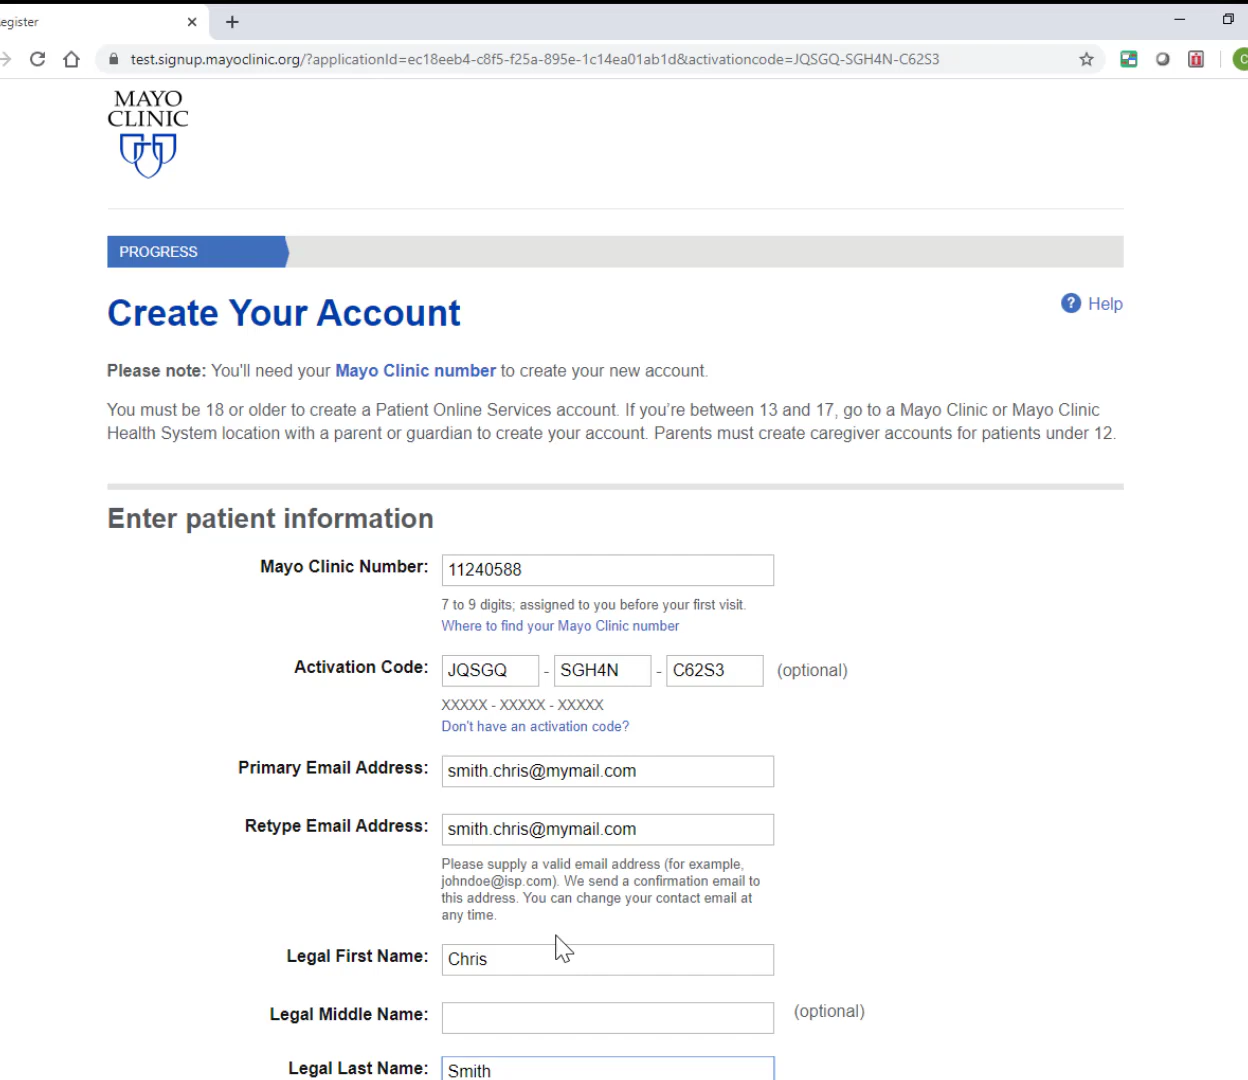 egister
test.signup.mayoclinic.org/?applicationId=ec18eeb4-c8f5-f25a-895e-1c14ea01ab1d&activationcode=JQSGQ-SGH4N-C62S3
C
MAYO
CLINIC
PROGRESS
Create Your Account
? Help
Please note: You'll need your Mayo Clinic number to create your new account.
You must be 18 or older to create a Patient Online Services account. If you're between 13 and 17, go to a Mayo Clinic or Mayo Clinic
Health System location with a parent or guardian to create your account. Parents must create caregiver accounts for patients under 12.
Enter patient information
Mayo Clinic Number: 11240588
7 to 9 digits; assigned to you before your first visit.
Where to find your Mayo Clinic number
Activation Code: JQSGQ - SGH4N - C62S3 (optional)
XXXXX - XXXXX - XXXXX
Don't have an activation code?
Primary Email Address: smith.chris@mymail.com
Retype Email Address: smith.chris@mymail.com
Please supply a valid email address (for example,
johndoe@isp.com). We send a confirmation email to
this address. You can change your contact email at
any time.
Legal First Name: Chris
Legal Middle Name: (optional)
Legal Last Name: Smith